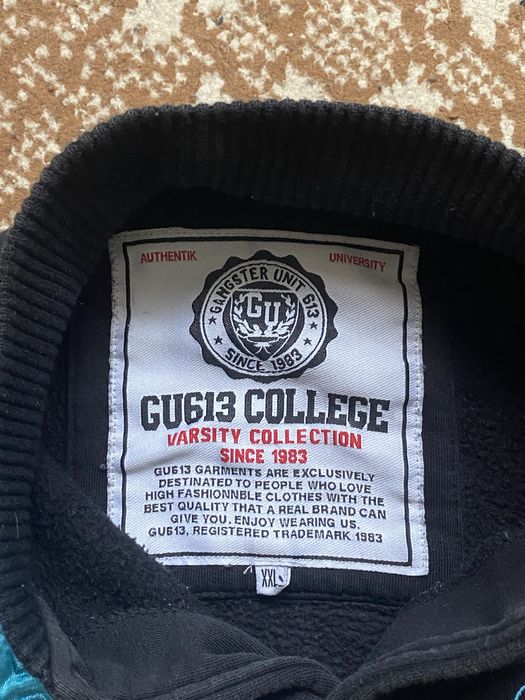 AUTHENTIK
UNIVERSITY
GANGSTER UNIT 613
GU
SINCE 1983
GU613 COLLEGE
VARSITY COLLECTION
SINCE 1983
GU613 GARMENTS ARE EXCLUSIVELY
DESTINATED TO PEOPLE WHO LOVE
HIGH FASHIONNBLE CLOTHES WITH THE
BEST QUALITY THAT A REAL BRAND CAN
GIVE YOU. ENJOY WEARING US.
GU613, REGISTERED TRADEMARK 1983
XXL